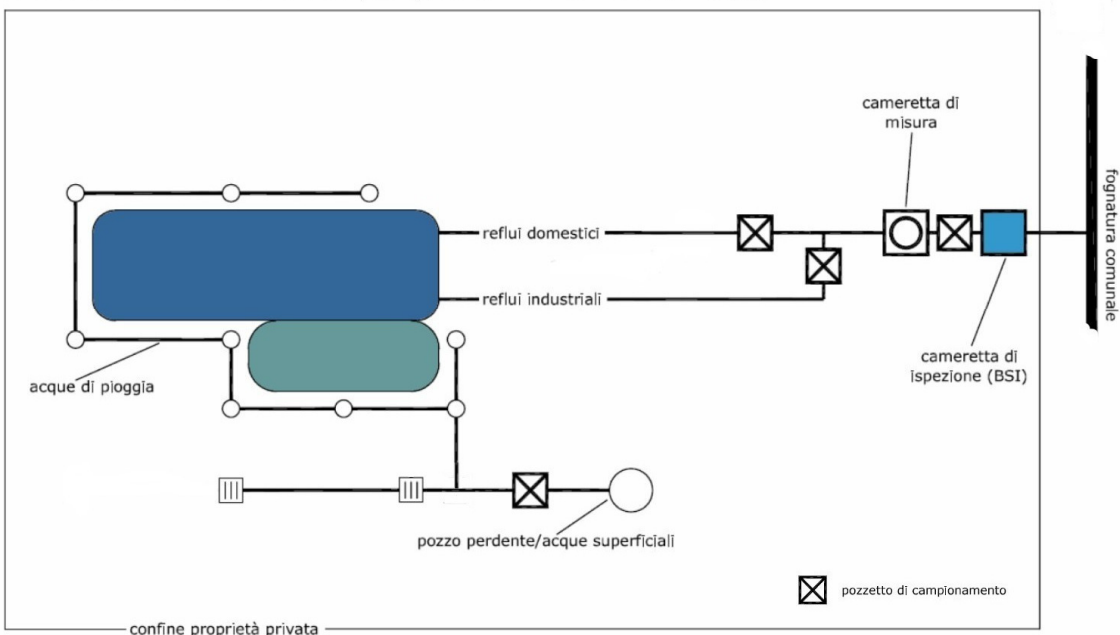 cameretta di
misura
fognatura comunale
reflui domestici
reflui industriali
cameretta di
ispezione (BSI)
acque di pioggia
pozzo perdente/acque superficiali
pozzetto di campionamento
confine proprietà privata